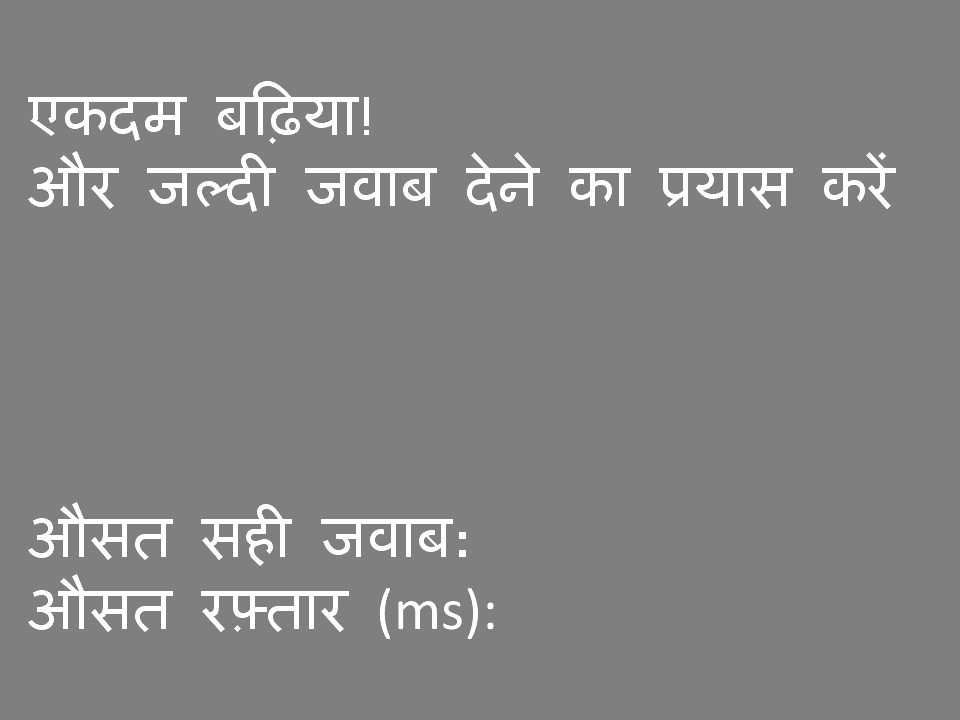 एकदम बढ़िया!
और जल्दी जवाब देने का प्रयास करें
औसत सही जवाब:
औसत रफ़्तार (ms):